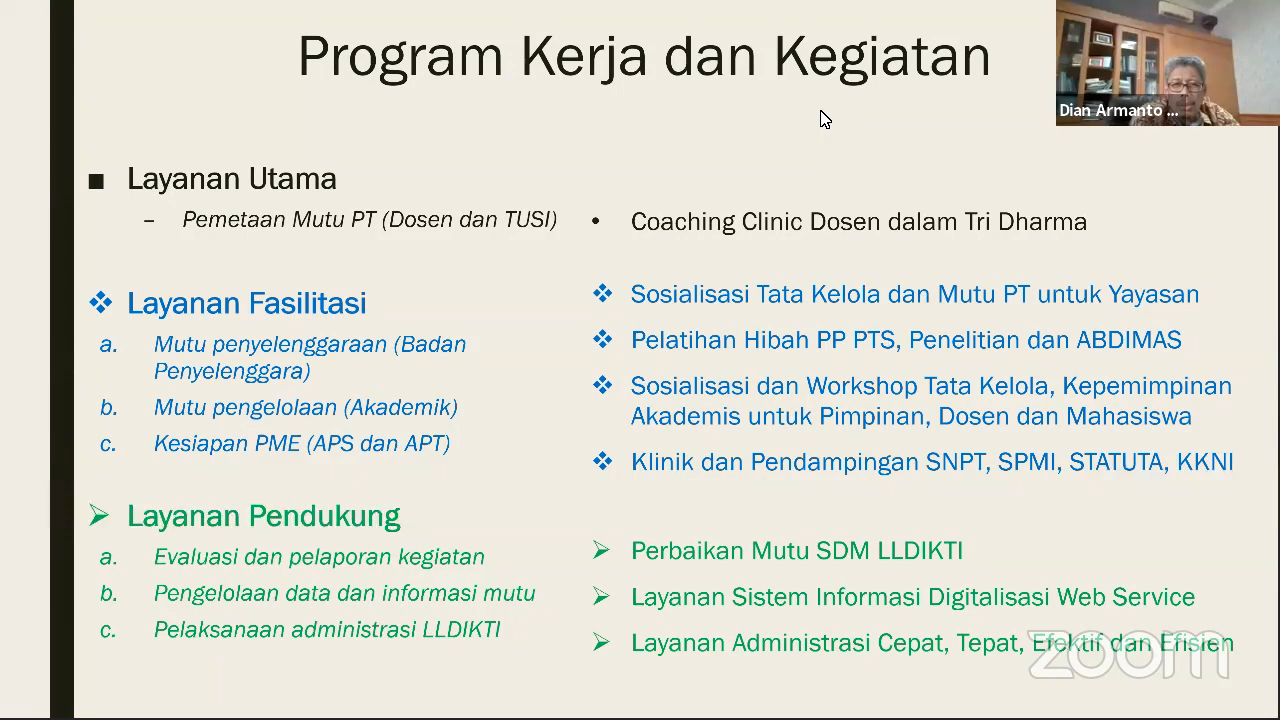 Program Kerja dan Kegiatan
Dian Armanto ...
■ Layanan Utama
– Pemetaan Mutu PT (Dosen dan TUSI)
• Coaching Clinic Dosen dalam Tri Dharma
❖ Layanan Fasilitasi
a. Mutu penyelenggaraan (Badan
Penyelenggara)
b. Mutu pengelolaan (Akademik)
c. Kesiapan PME (APS dan APT)
❖ Sosialisasi Tata Kelola dan Mutu PT untuk Yayasan
❖ Pelatihan Hibah PP PTS, Penelitian dan ABDIMAS
❖ Sosialisasi dan Workshop Tata Kelola, Kepemimpinan
Akademis untuk Pimpinan, Dosen dan Mahasiswa
❖ Klinik dan Pendampingan SNPT, SPMI, STATUTA, KKNI
➢ Layanan Pendukung
a. Evaluasi dan pelaporan kegiatan
b. Pengelolaan data dan informasi mutu
c. Pelaksanaan administrasi LLDIKTI
➢ Perbaikan Mutu SDM LLDIKTI
➢ Layanan Sistem Informasi Digitalisasi Web Service
➢ Layanan Administrasi Cepat, Tepat, Efektif dan Efisien
zoom